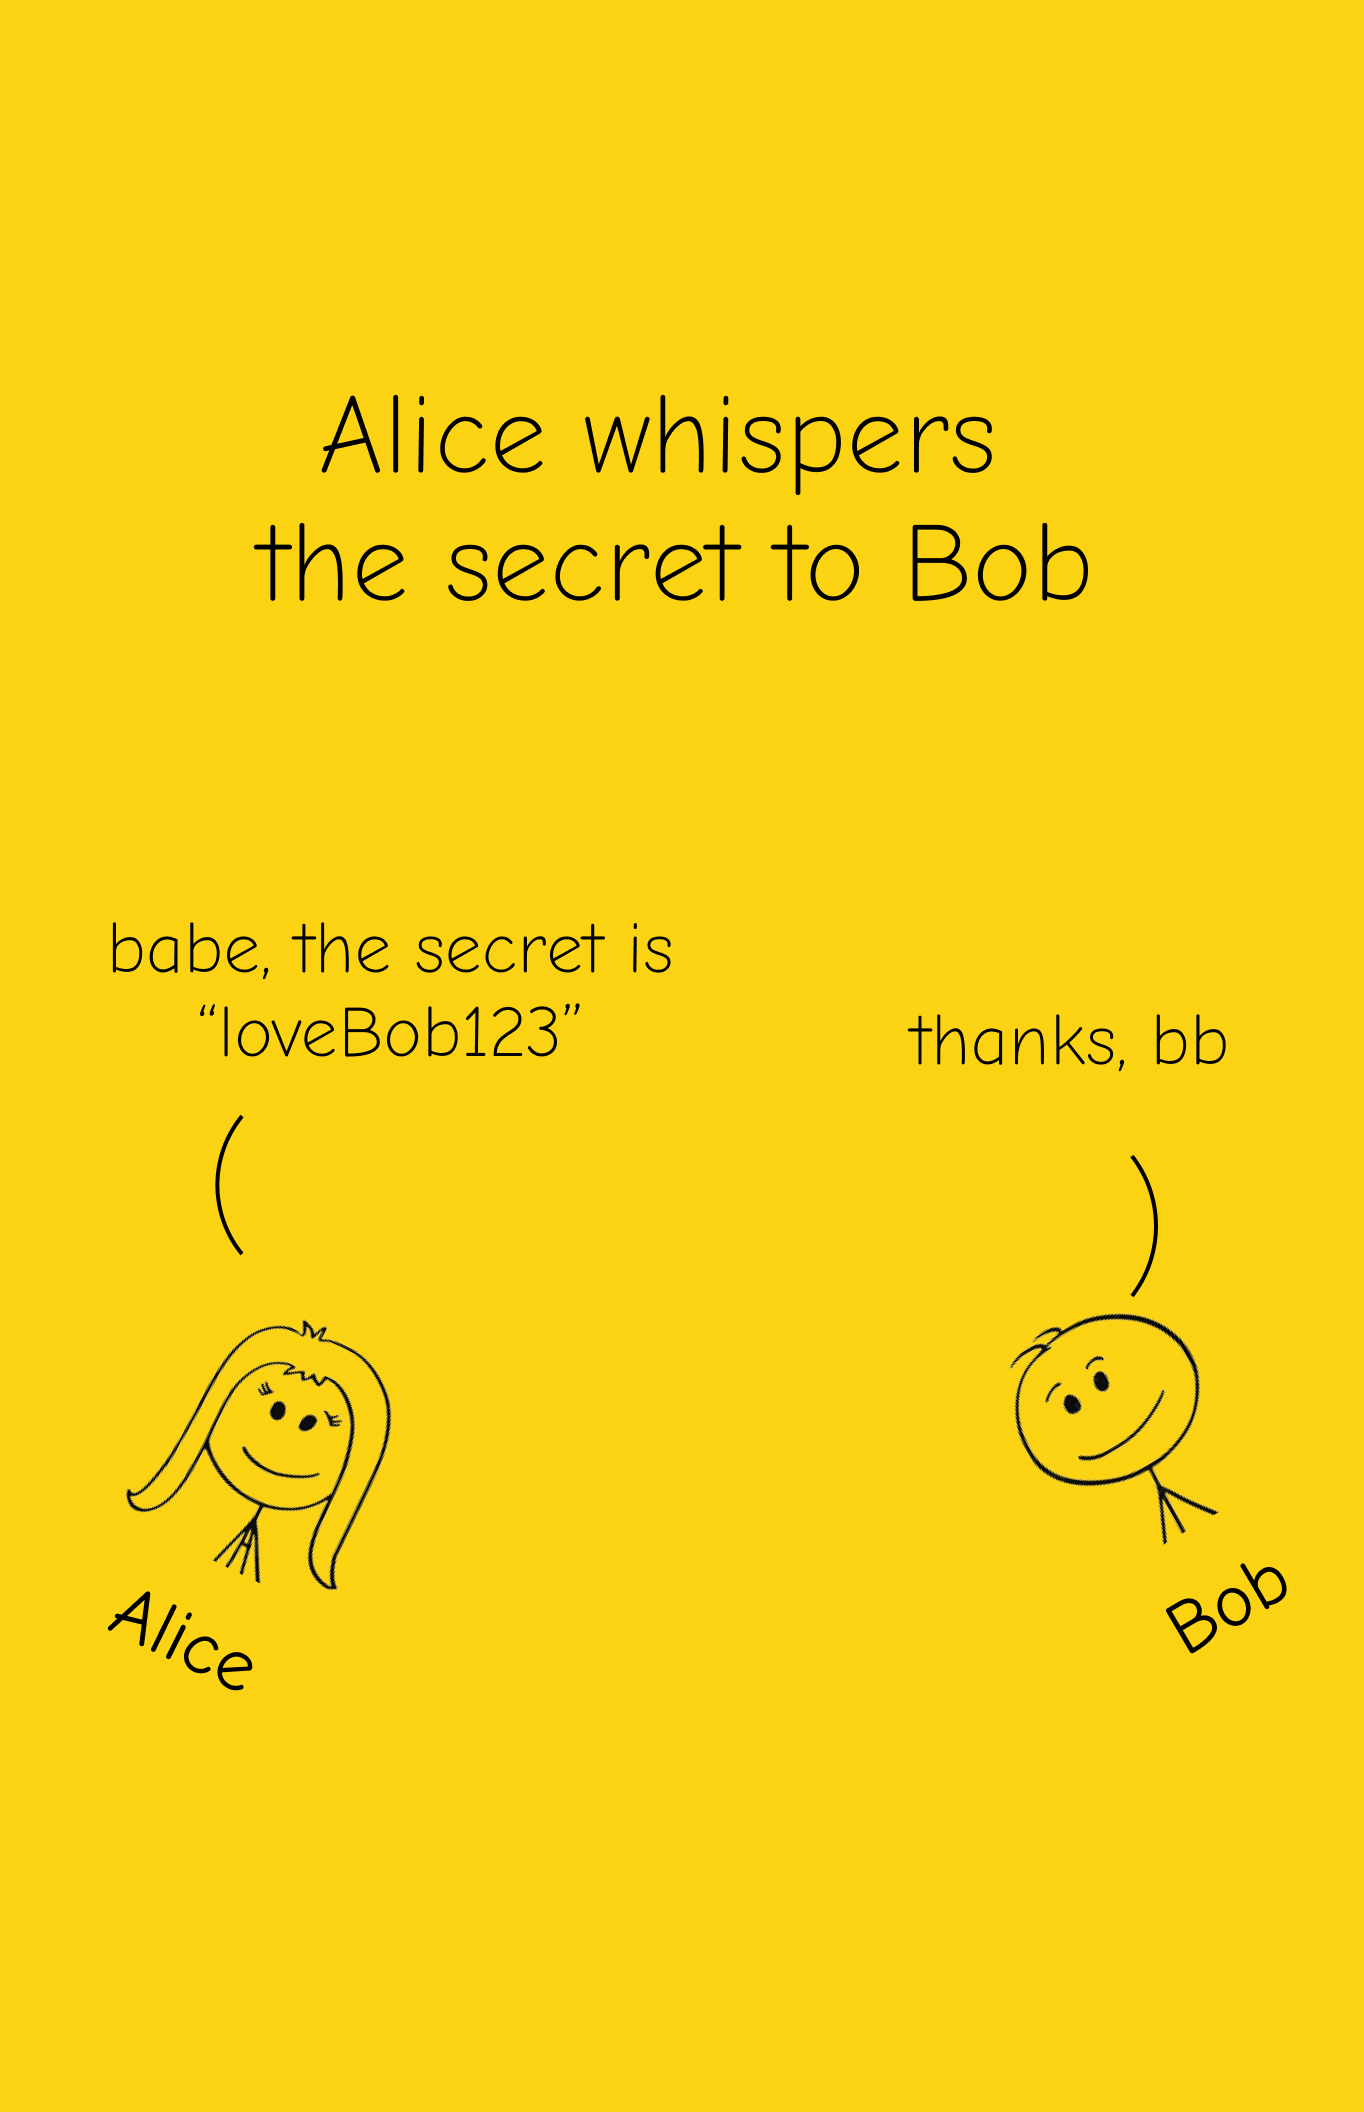 Alice whispers
the secret to Bob
babe, the secret is
“loveBob123”
thanks, bb
Alice
Bob